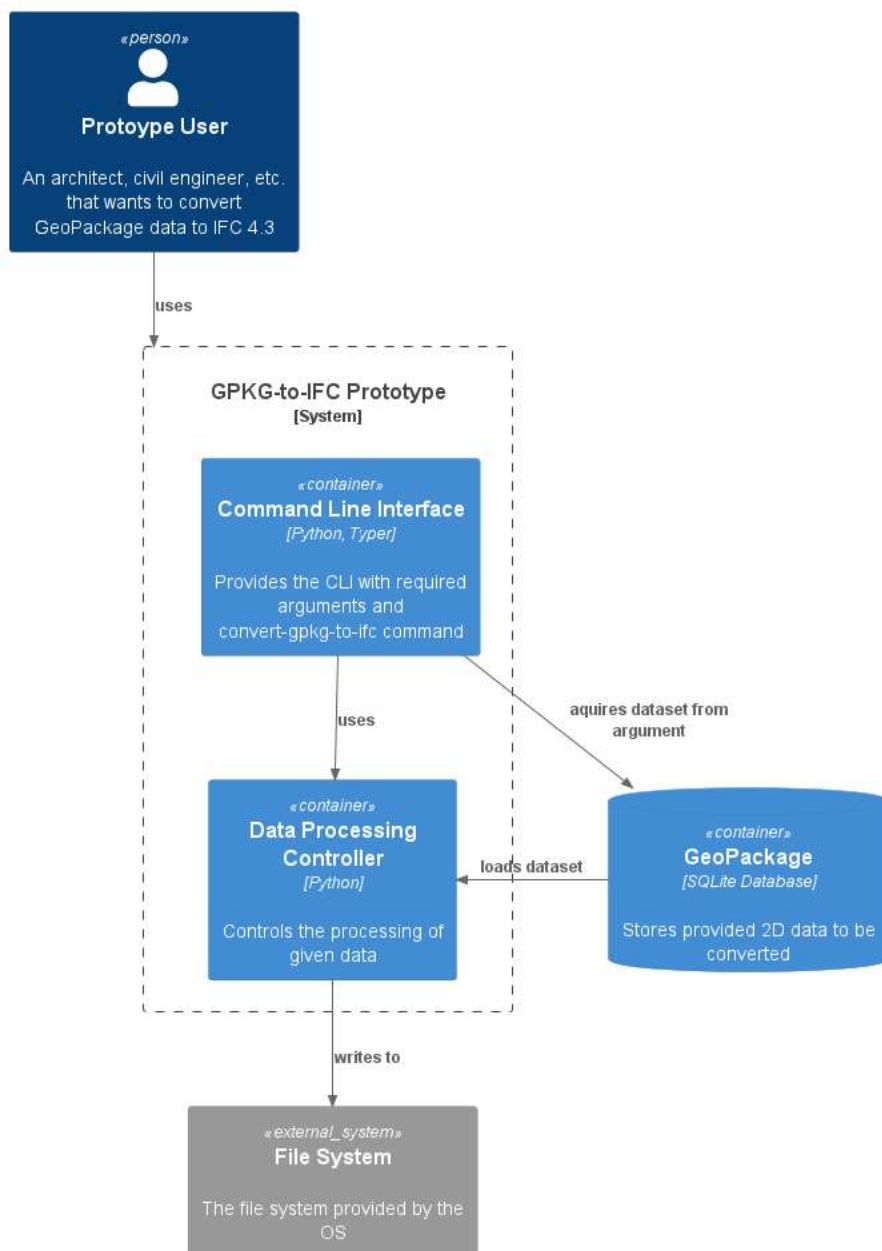 «person»
Protoype User
An architect, civil engineer, etc.
that wants to convert
GeoPackage data to IFC 4.3
uses
GPKG-to-IFC Prototype
[System]
«container»
Command Line Interface
[Python, Typer]
Provides the CLI with required
arguments and
convert-gpkg-to-ifc command
uses
aquires dataset from
argument
«container»
Data Processing
Controller
[Python]
Controls the processing of
given data
loads dataset
«container»
GeoPackage
[SQLite Database]
Stores provided 2D data to be
converted
writes to
«external_system»
File System
The file system provided by the
OS